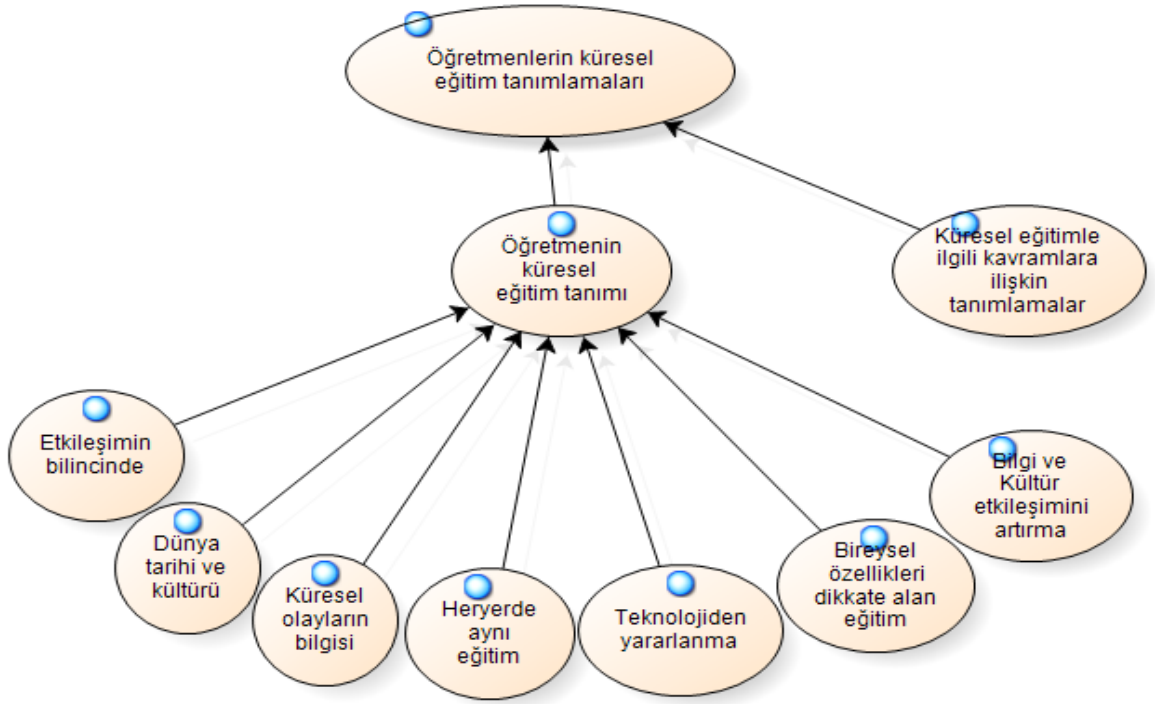 Öğretmenlerin küresel
eğitim tanımlamaları
Öğretmenin
küresel
eğitim tanımı
Küresel eğitimle
ilgili kavramlara
ilişkin
tanımlamalar
Etkileşimin
bilincinde
Dünya
tarihi ve
kültürü
Küresel
olayların
bilgisi
Heryerde
aynı
eğitim
Teknolojiden
yararlanma
Bireysel
özellikleri
dikkate alan
eğitim
Bilgi ve
Kültür
etkileşimini
artırma